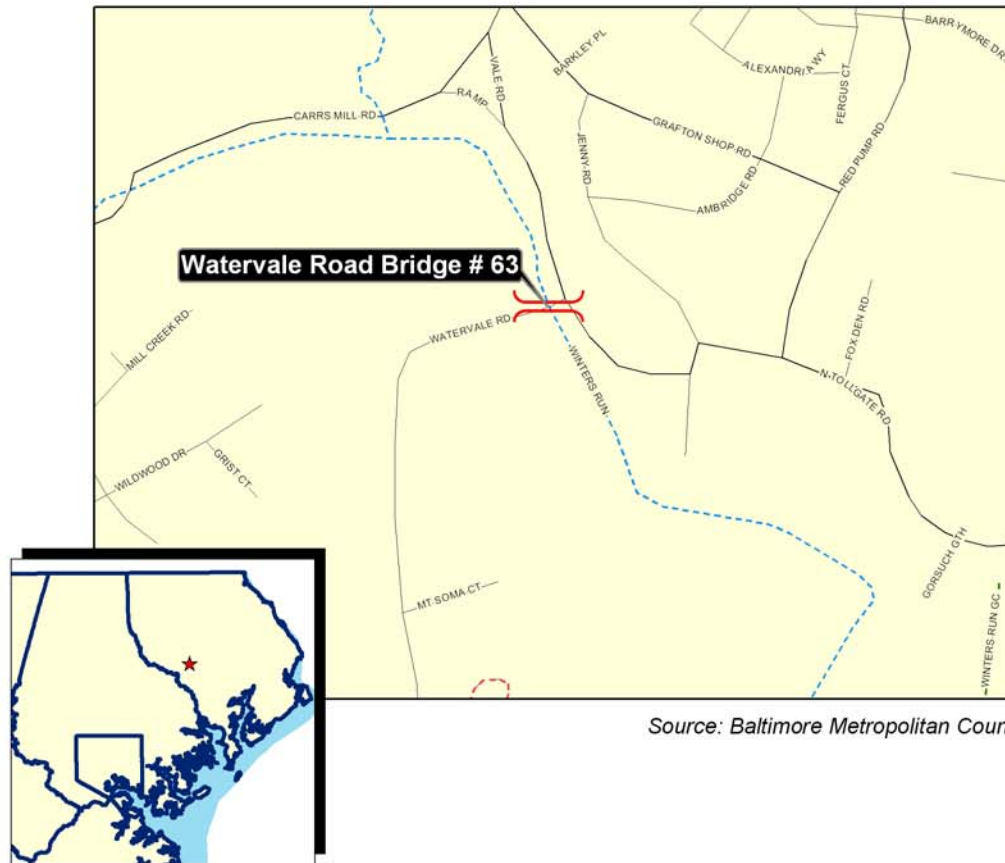 BARRYMORE DR
BARKLEY PL
ALEXANDRIA WY
FERGUS CT
VALE RD
RAMP
CARRS MILL RD
GRAFTON SHOP RD
JENNY RD
RED PUMP RD
AMBRIDGE RD
Watervale Road Bridge # 63
WATERVALE RD
MILL CREEK RD
FOX DEN RD
WINTERS RUN
N TOLLGATE RD
WILDWOOD DR
GRIST CT
GORSUCH GTH
MT SOMA CT
WINTERS RUN GC
Source: Baltimore Metropolitan Coun